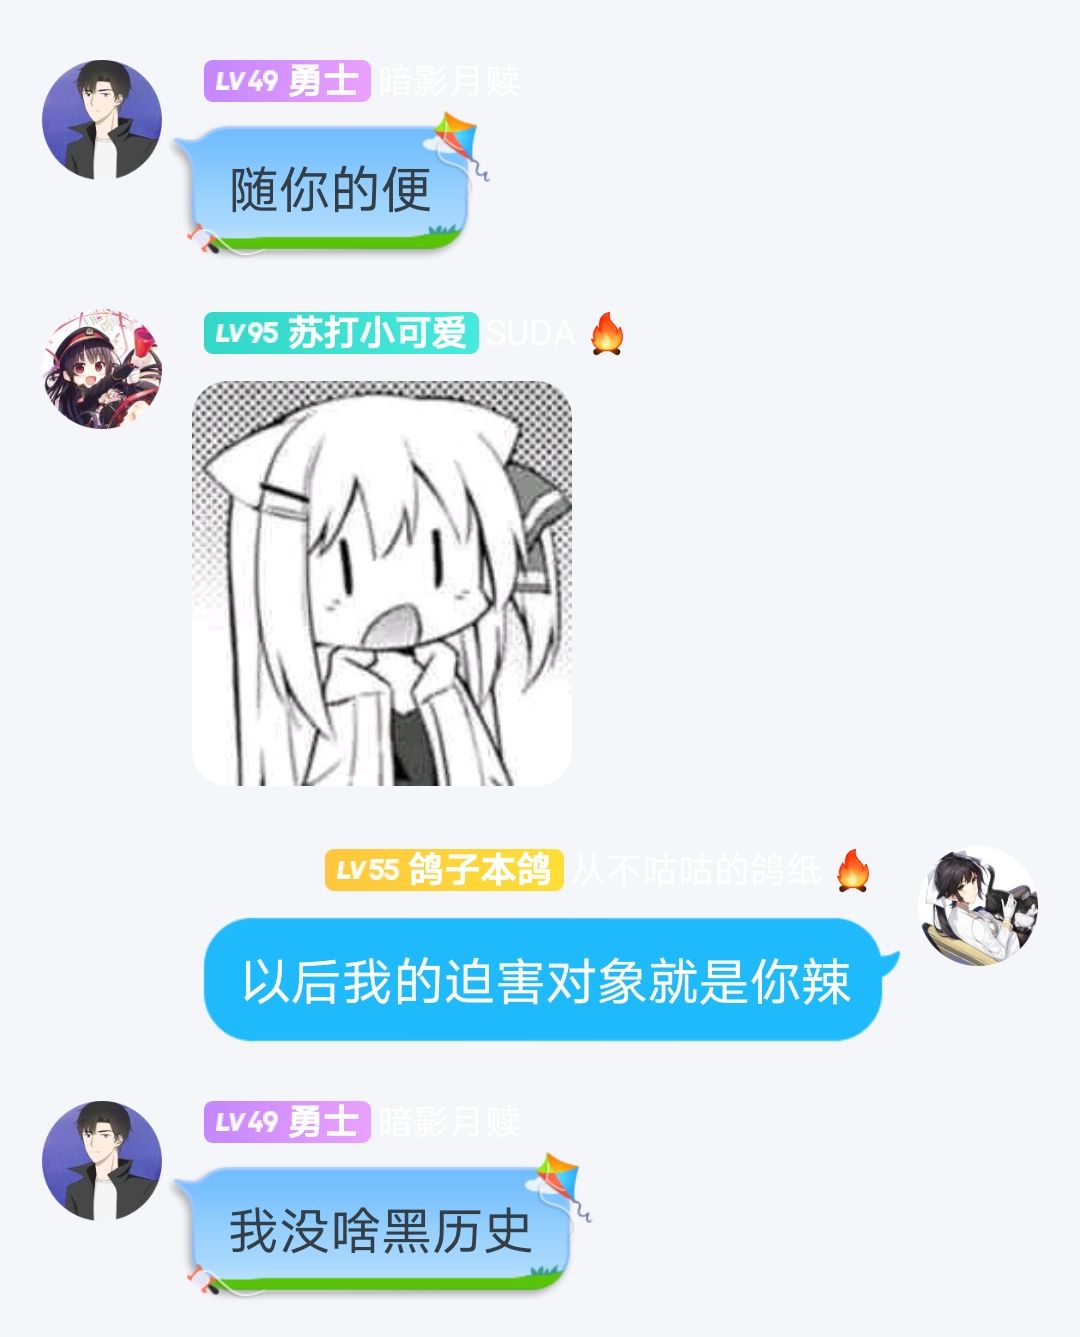 LV49 勇士 暗影月赎
随你的便
LV95 苏打小可爱 SUDA 🔥
LV55 鸽子本鸽 从不咕咕的鸽纸 🔥
以后我的迫害对象就是你辣
LV49 勇士 暗影月赎
我没啥黑历史